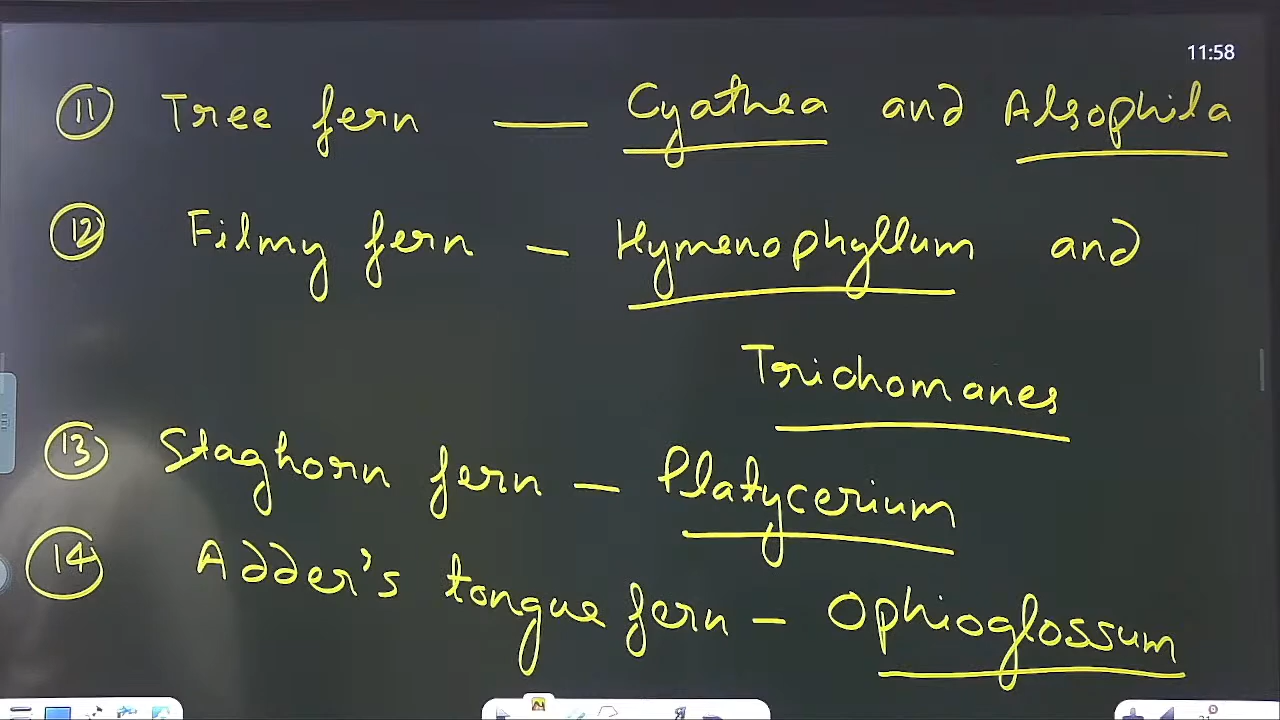 11:58
11 Tree fern — Cyathea and Alsophila
12 Filmy fern - Hymenophyllum and
Trichomanes
13 Staghorn fern - Platycerium
14 Adder's tongue fern - Ophioglossum